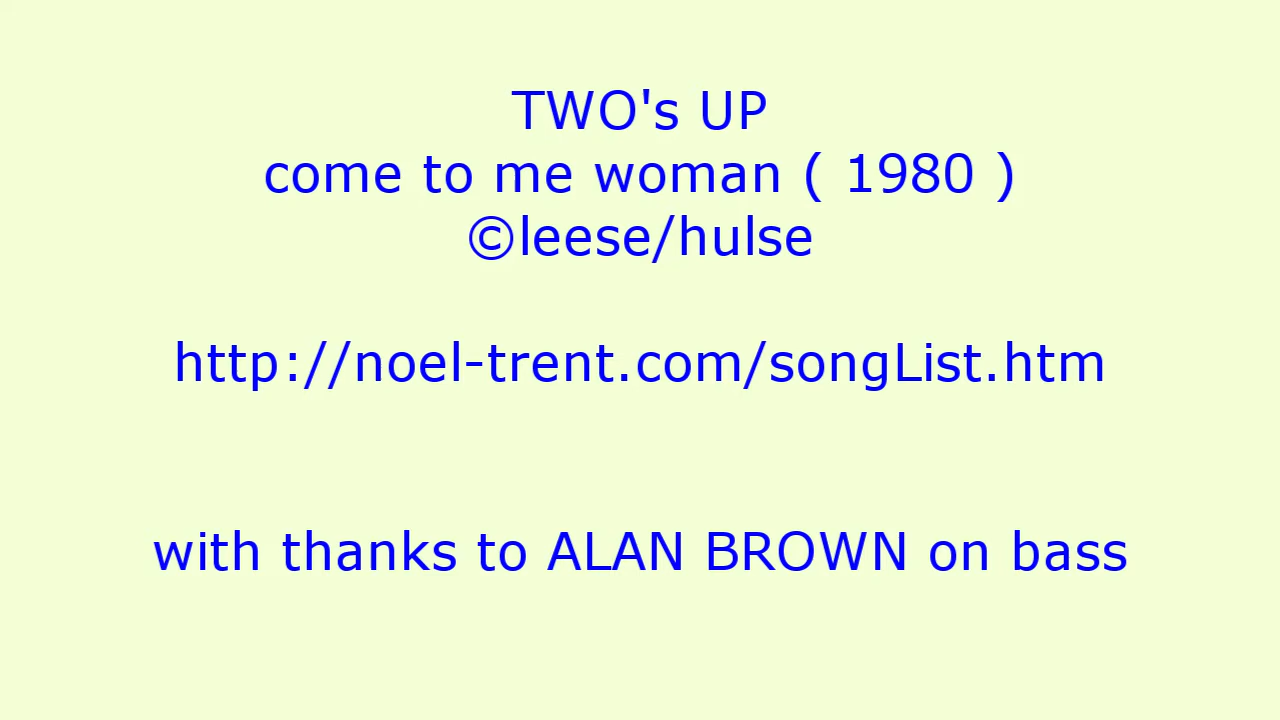 TWO's UP
come to me woman ( 1980 )
©leese/hulse
http://noel-trent.com/songList.htm
with thanks to ALAN BROWN on bass